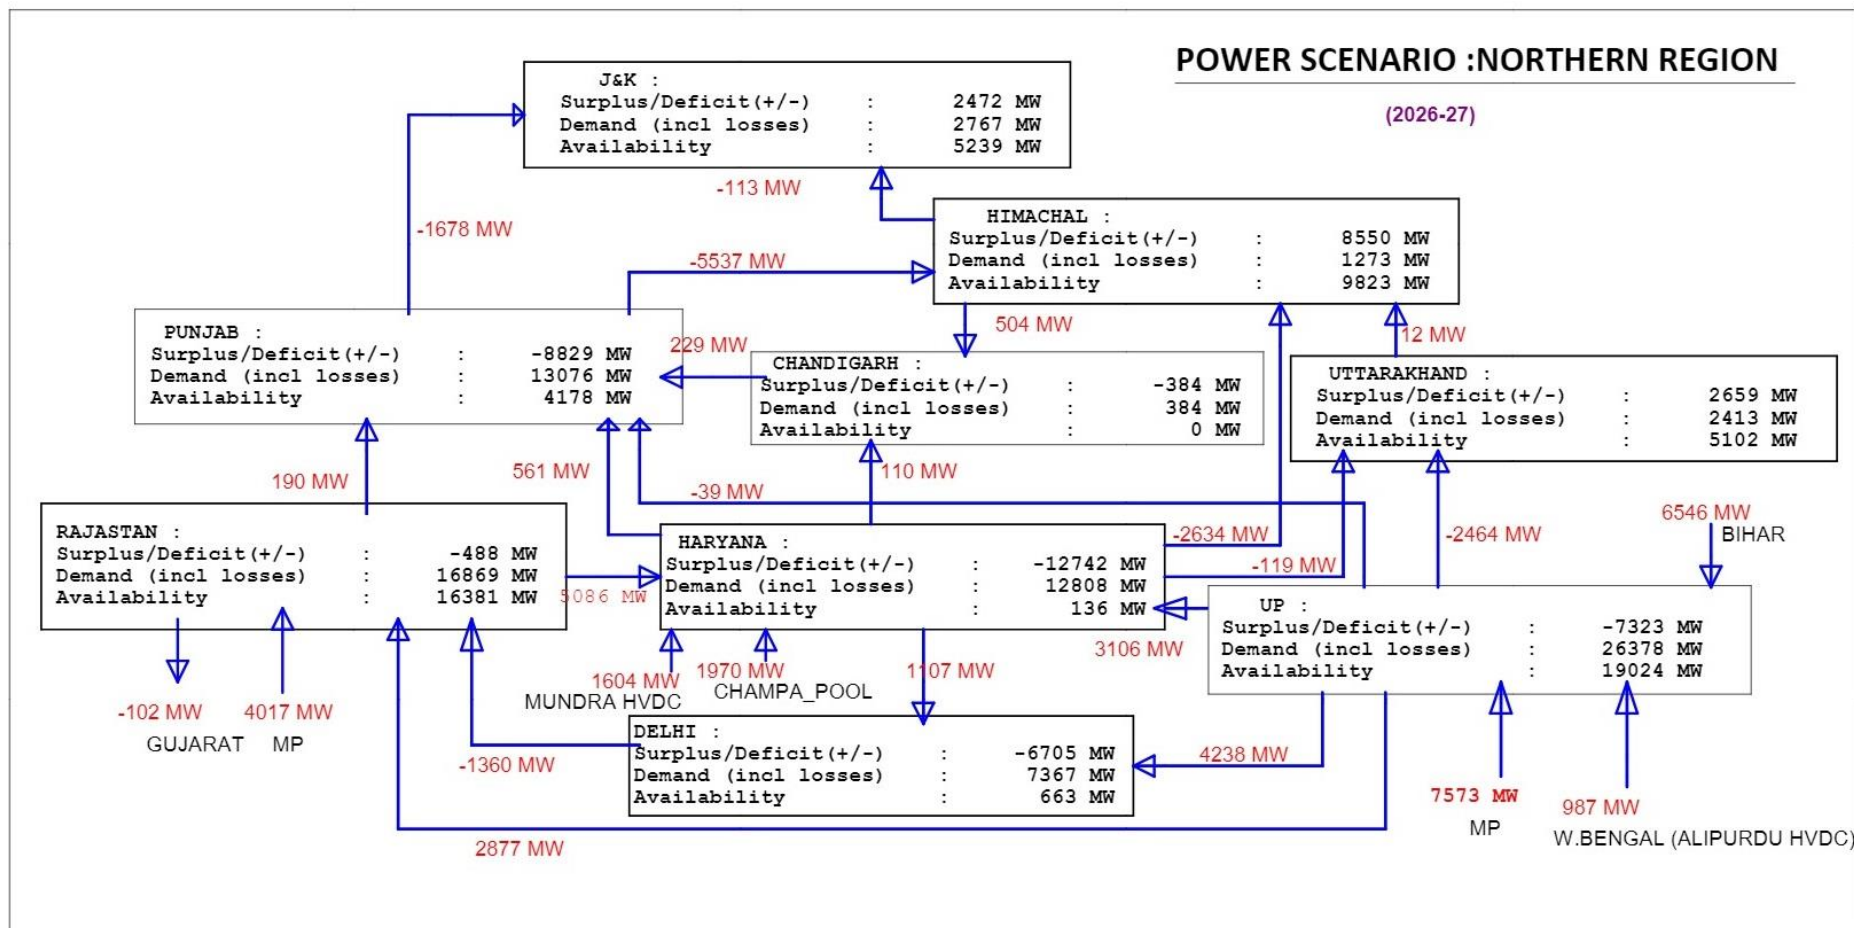 POWER SCENARIO :NORTHERN REGION
(2026-27)
J&K :
Surplus/Deficit(+/-) : 2472 MW
Demand (incl losses) : 2767 MW
Availability : 5239 MW
-113 MW
-1678 MW
HIMACHAL :
Surplus/Deficit(+/-) : 8550 MW
Demand (incl losses) : 1273 MW
Availability : 9823 MW
-5537 MW
504 MW
12 MW
PUNJAB :
Surplus/Deficit(+/-) : -8829 MW
Demand (incl losses) : 13076 MW
Availability : 4178 MW
229 MW
CHANDIGARH :
Surplus/Deficit(+/-) : -384 MW
Demand (incl losses) : 384 MW
Availability : 0 MW
UTTARAKHAND :
Surplus/Deficit(+/-) : 2659 MW
Demand (incl losses) : 2413 MW
Availability : 5102 MW
190 MW
561 MW
110 MW
-39 MW
RAJASTAN :
Surplus/Deficit(+/-) : -488 MW
Demand (incl losses) : 16869 MW
Availability : 16381 MW
5086 MW
HARYANA :
Surplus/Deficit(+/-) : -12742 MW
Demand (incl losses) : 12808 MW
Availability : 136 MW
-2634 MW
-119 MW
-2464 MW
6546 MW
BIHAR
UP :
Surplus/Deficit(+/-) : -7323 MW
Demand (incl losses) : 26378 MW
Availability : 19024 MW
3106 MW
1604 MW
MUNDRA HVDC
1970 MW
CHAMPA_POOL
1107 MW
-102 MW
GUJARAT
4017 MW
MP
-1360 MW
DELHI :
Surplus/Deficit(+/-) : -6705 MW
Demand (incl losses) : 7367 MW
Availability : 663 MW
4238 MW
7573 MW
MP
987 MW
W.BENGAL (ALIPURDU HVDC)
2877 MW